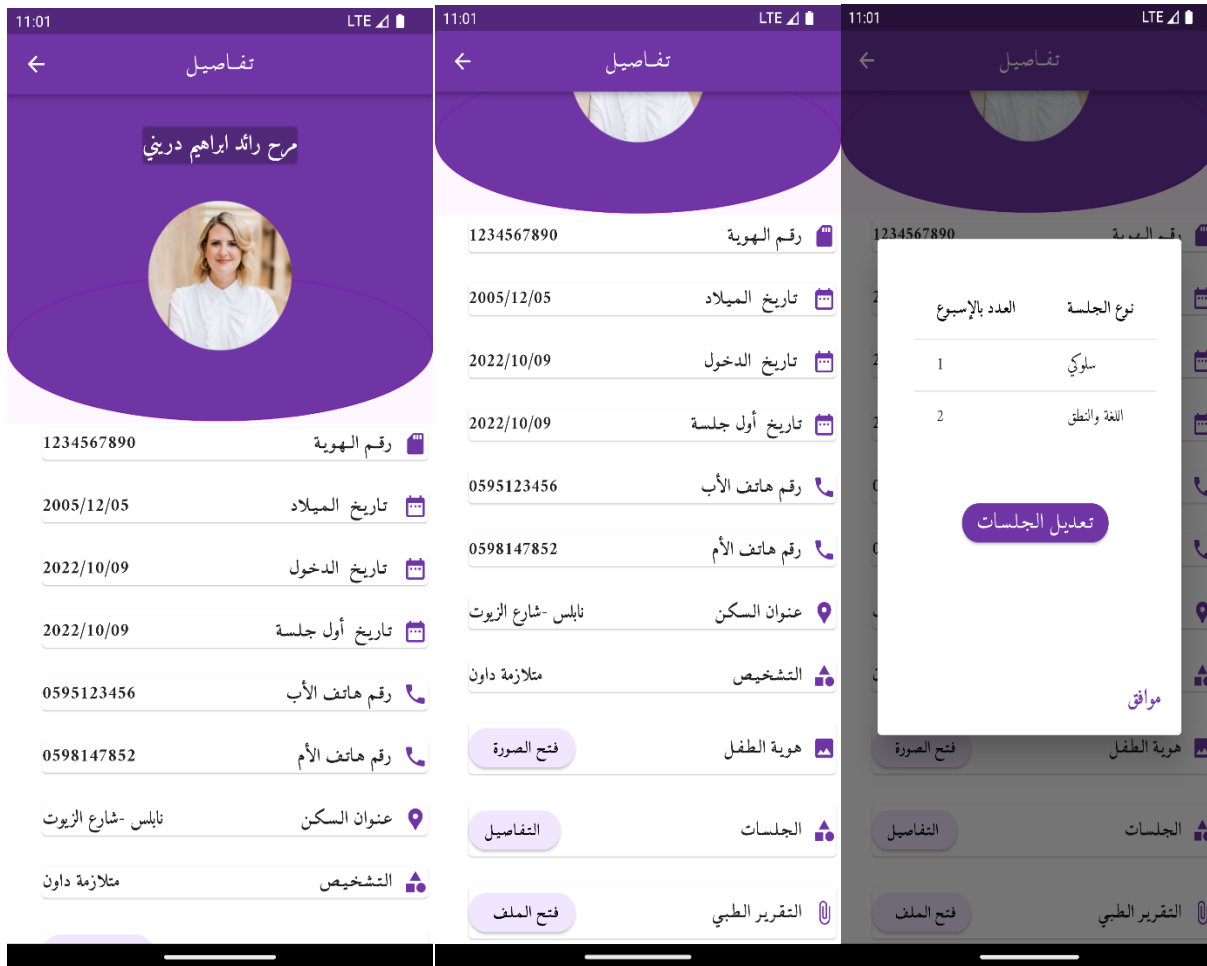 11:01 LTE
تفاصيل
مرح رائد ابراهيم دريني
رقم الهوية 1234567890
تاريخ الميلاد 2005/12/05
تاريخ الدخول 2022/10/09
تاريخ أول جلسة 2022/10/09
رقم هاتف الأب 0595123456
رقم هاتف الأم 0598147852
عنوان السكن نابلس -شارع الزيوت
التشخيص متلازمة داون
11:01 LTE
تفاصيل
رقم الهوية 1234567890
تاريخ الميلاد 2005/12/05
تاريخ الدخول 2022/10/09
تاريخ أول جلسة 2022/10/09
رقم هاتف الأب 0595123456
رقم هاتف الأم 0598147852
عنوان السكن نابلس -شارع الزيوت
التشخيص متلازمة داون
هوية الطفل فتح الصورة
الجلسات التفاصيل
التقرير الطبي فتح الملف
11:01 LTE
تفاصيل
رقم الهوية 1234567890
نوع الجلسة العدد بالإسبوع
سلوكي 1
اللغة والنطق 2
تعديل الجلسات
موافق
هوية الطفل فتح الصورة
الجلسات التفاصيل
التقرير الطبي فتح الملف